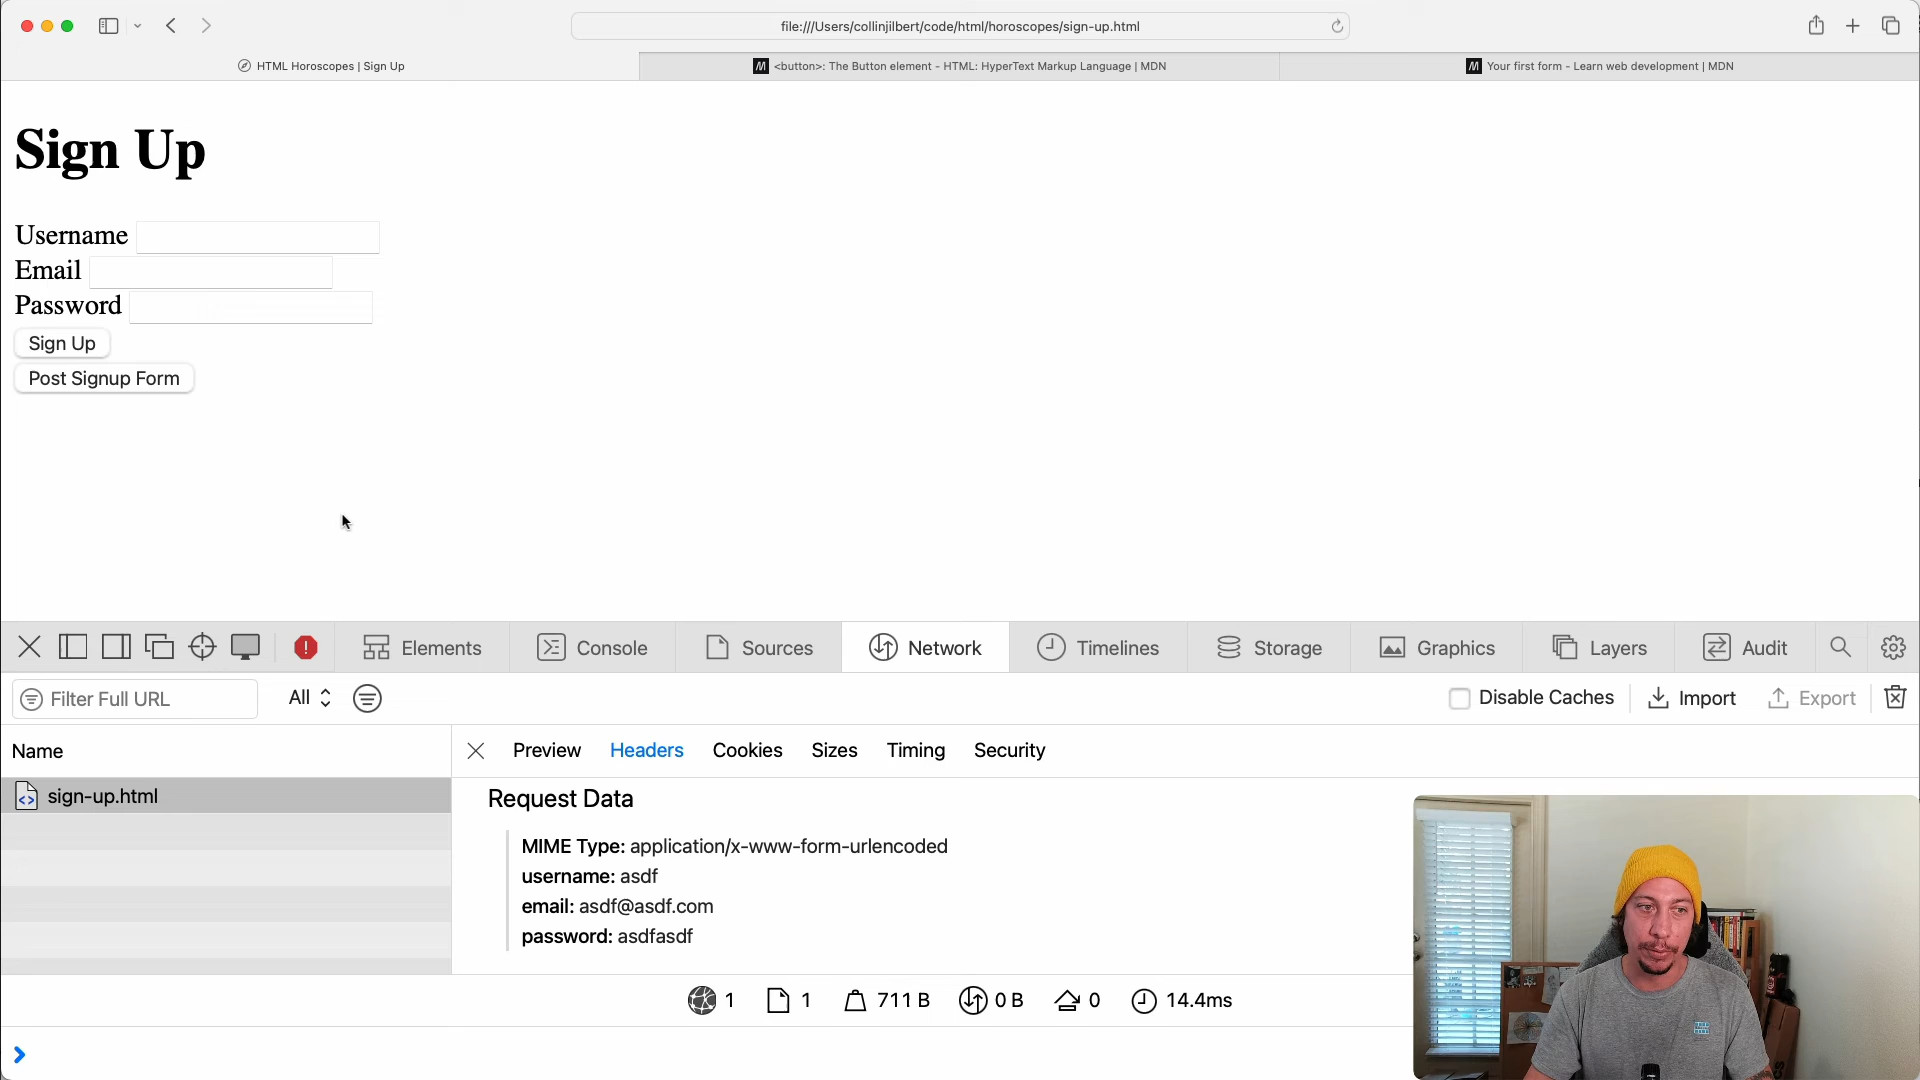 file:///Users/collinjilbert/code/html/horoscopes/sign-up.html
HTML Horoscopes | Sign Up
<button>: The Button element - HTML: HyperText Markup Language | MDN
Your first form - Learn web development | MDN
Sign Up
Username
Email
Password
Sign Up
Post Signup Form
Elements
Console
Sources
Network
Timelines
Storage
Graphics
Layers
Audit
Filter Full URL
All
Disable Caches
Import
Export
Name
Preview
Headers
Cookies
Sizes
Timing
Security
sign-up.html
Request Data
MIME Type: application/x-www-form-urlencoded
username: asdf
email: asdf@asdf.com
password: asdfasdf
1
1
711 B
0 B
0
14.4ms